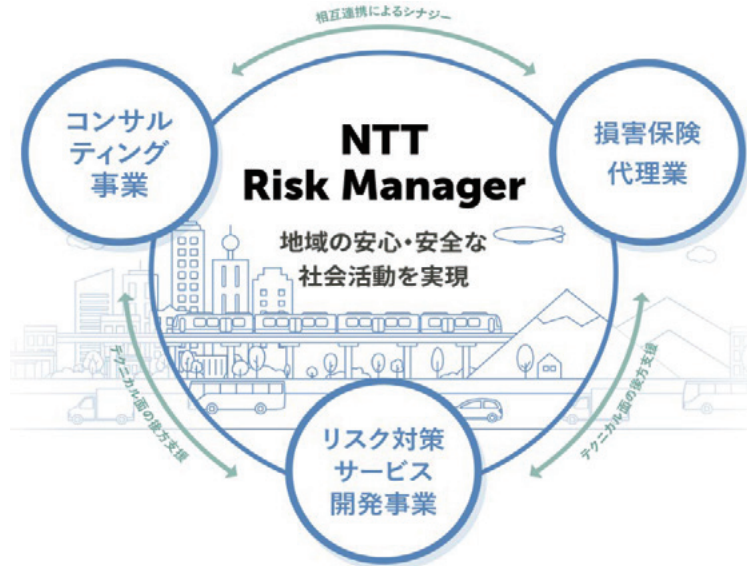 相互連携によるシナジー
コンサル
ティング
事業
NTT
Risk Manager
地域の安心・安全な
社会活動を実現
損害保険
代理業
テクニカル面の後方支援
テクニカル面の後方支援
リスク対策
サービス
開発事業